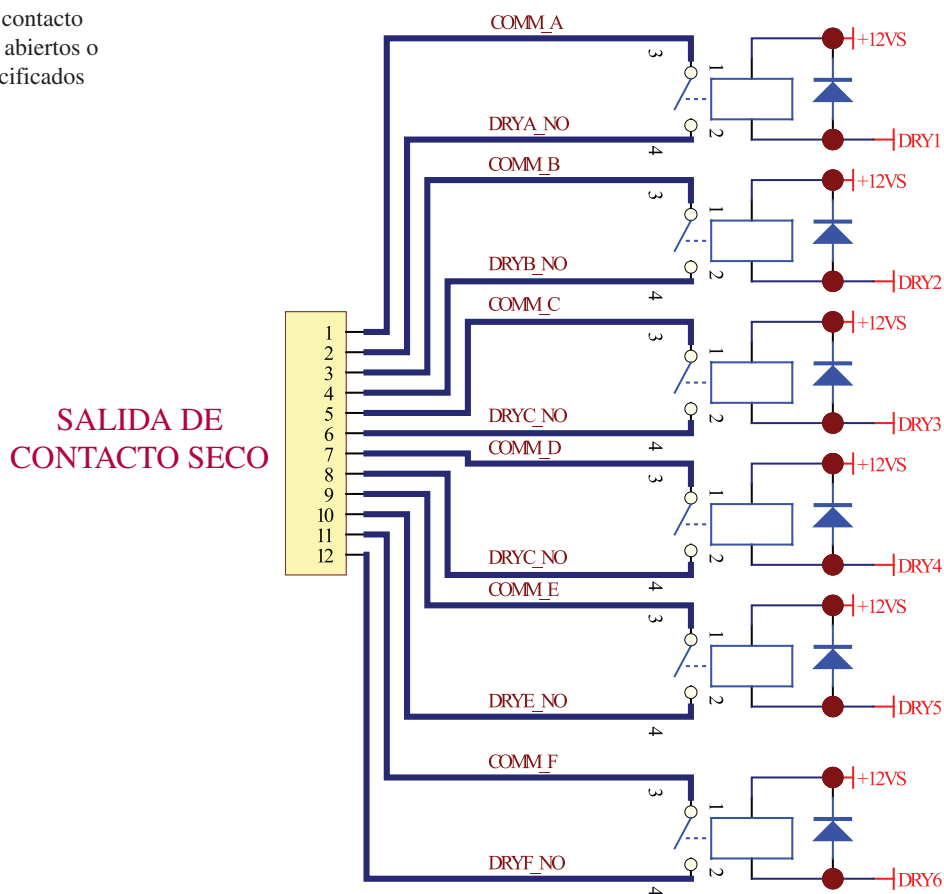 contacto
abiertos o
cificados
COMM_A
3
1
+12VS
DRYA_NO
4
2
DRY1
COMM_B
3
1
+12VS
DRYB_NO
4
2
DRY2
COMM_C
3
1
+12VS
DRYC_NO
4
2
DRY3
COMM_D
3
1
+12VS
DRYC_NO
4
2
DRY4
COMM_E
3
1
+12VS
DRYE_NO
4
2
DRY5
COMM_F
3
1
+12VS
DRYF_NO
4
2
DRY6
1
2
3
4
5
6
7
8
9
10
11
12
SALIDA DE
CONTACTO SECO